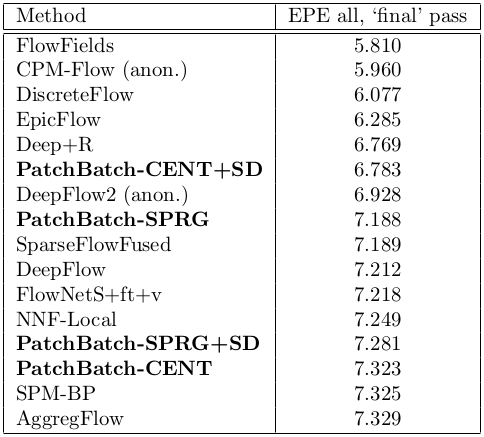 Method EPE all, ‘final’ pass
FlowFields 5.810
CPM-Flow (anon.) 5.960
DiscreteFlow 6.077
EpicFlow 6.285
Deep+R 6.769
PatchBatch-CENT+SD 6.783
DeepFlow2 (anon.) 6.928
PatchBatch-SPRG 7.188
SparseFlowFused 7.189
DeepFlow 7.212
FlowNetS+ft+v 7.218
NNF-Local 7.249
PatchBatch-SPRG+SD 7.281
PatchBatch-CENT 7.323
SPM-BP 7.325
AggregFlow 7.329